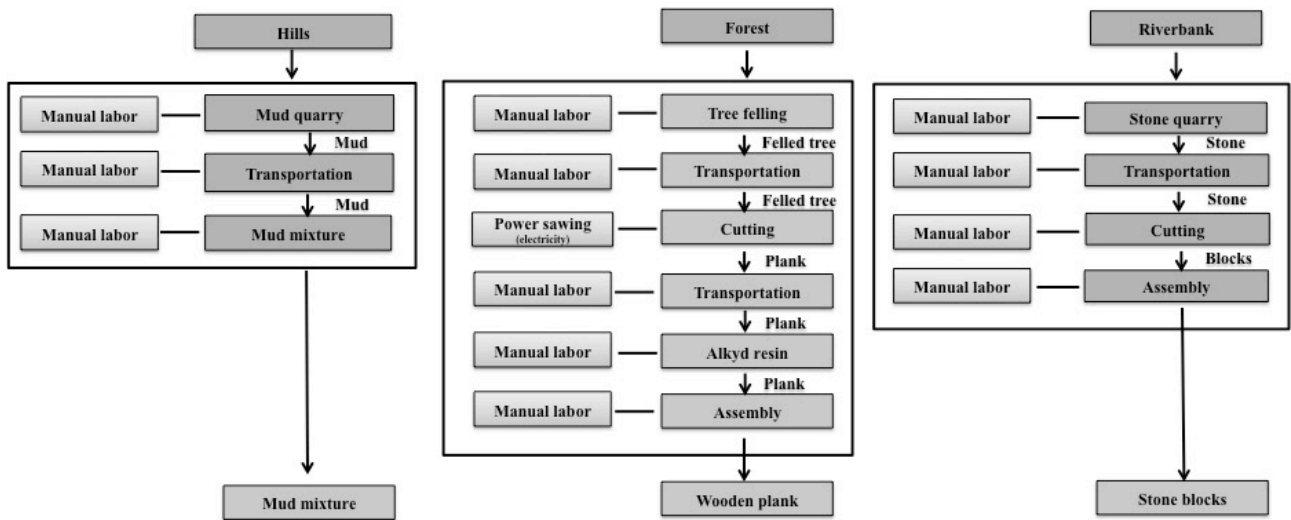 Hills
Manual labor
Mud quarry
Mud
Manual labor
Transportation
Mud
Manual labor
Mud mixture
Mud mixture
Forest
Manual labor
Tree felling
Felled tree
Manual labor
Transportation
Felled tree
Power sawing
(electricity)
Cutting
Plank
Manual labor
Transportation
Plank
Manual labor
Alkyd resin
Plank
Manual labor
Assembly
Wooden plank
Riverbank
Manual labor
Stone quarry
Stone
Manual labor
Transportation
Stone
Manual labor
Cutting
Blocks
Manual labor
Assembly
Stone blocks